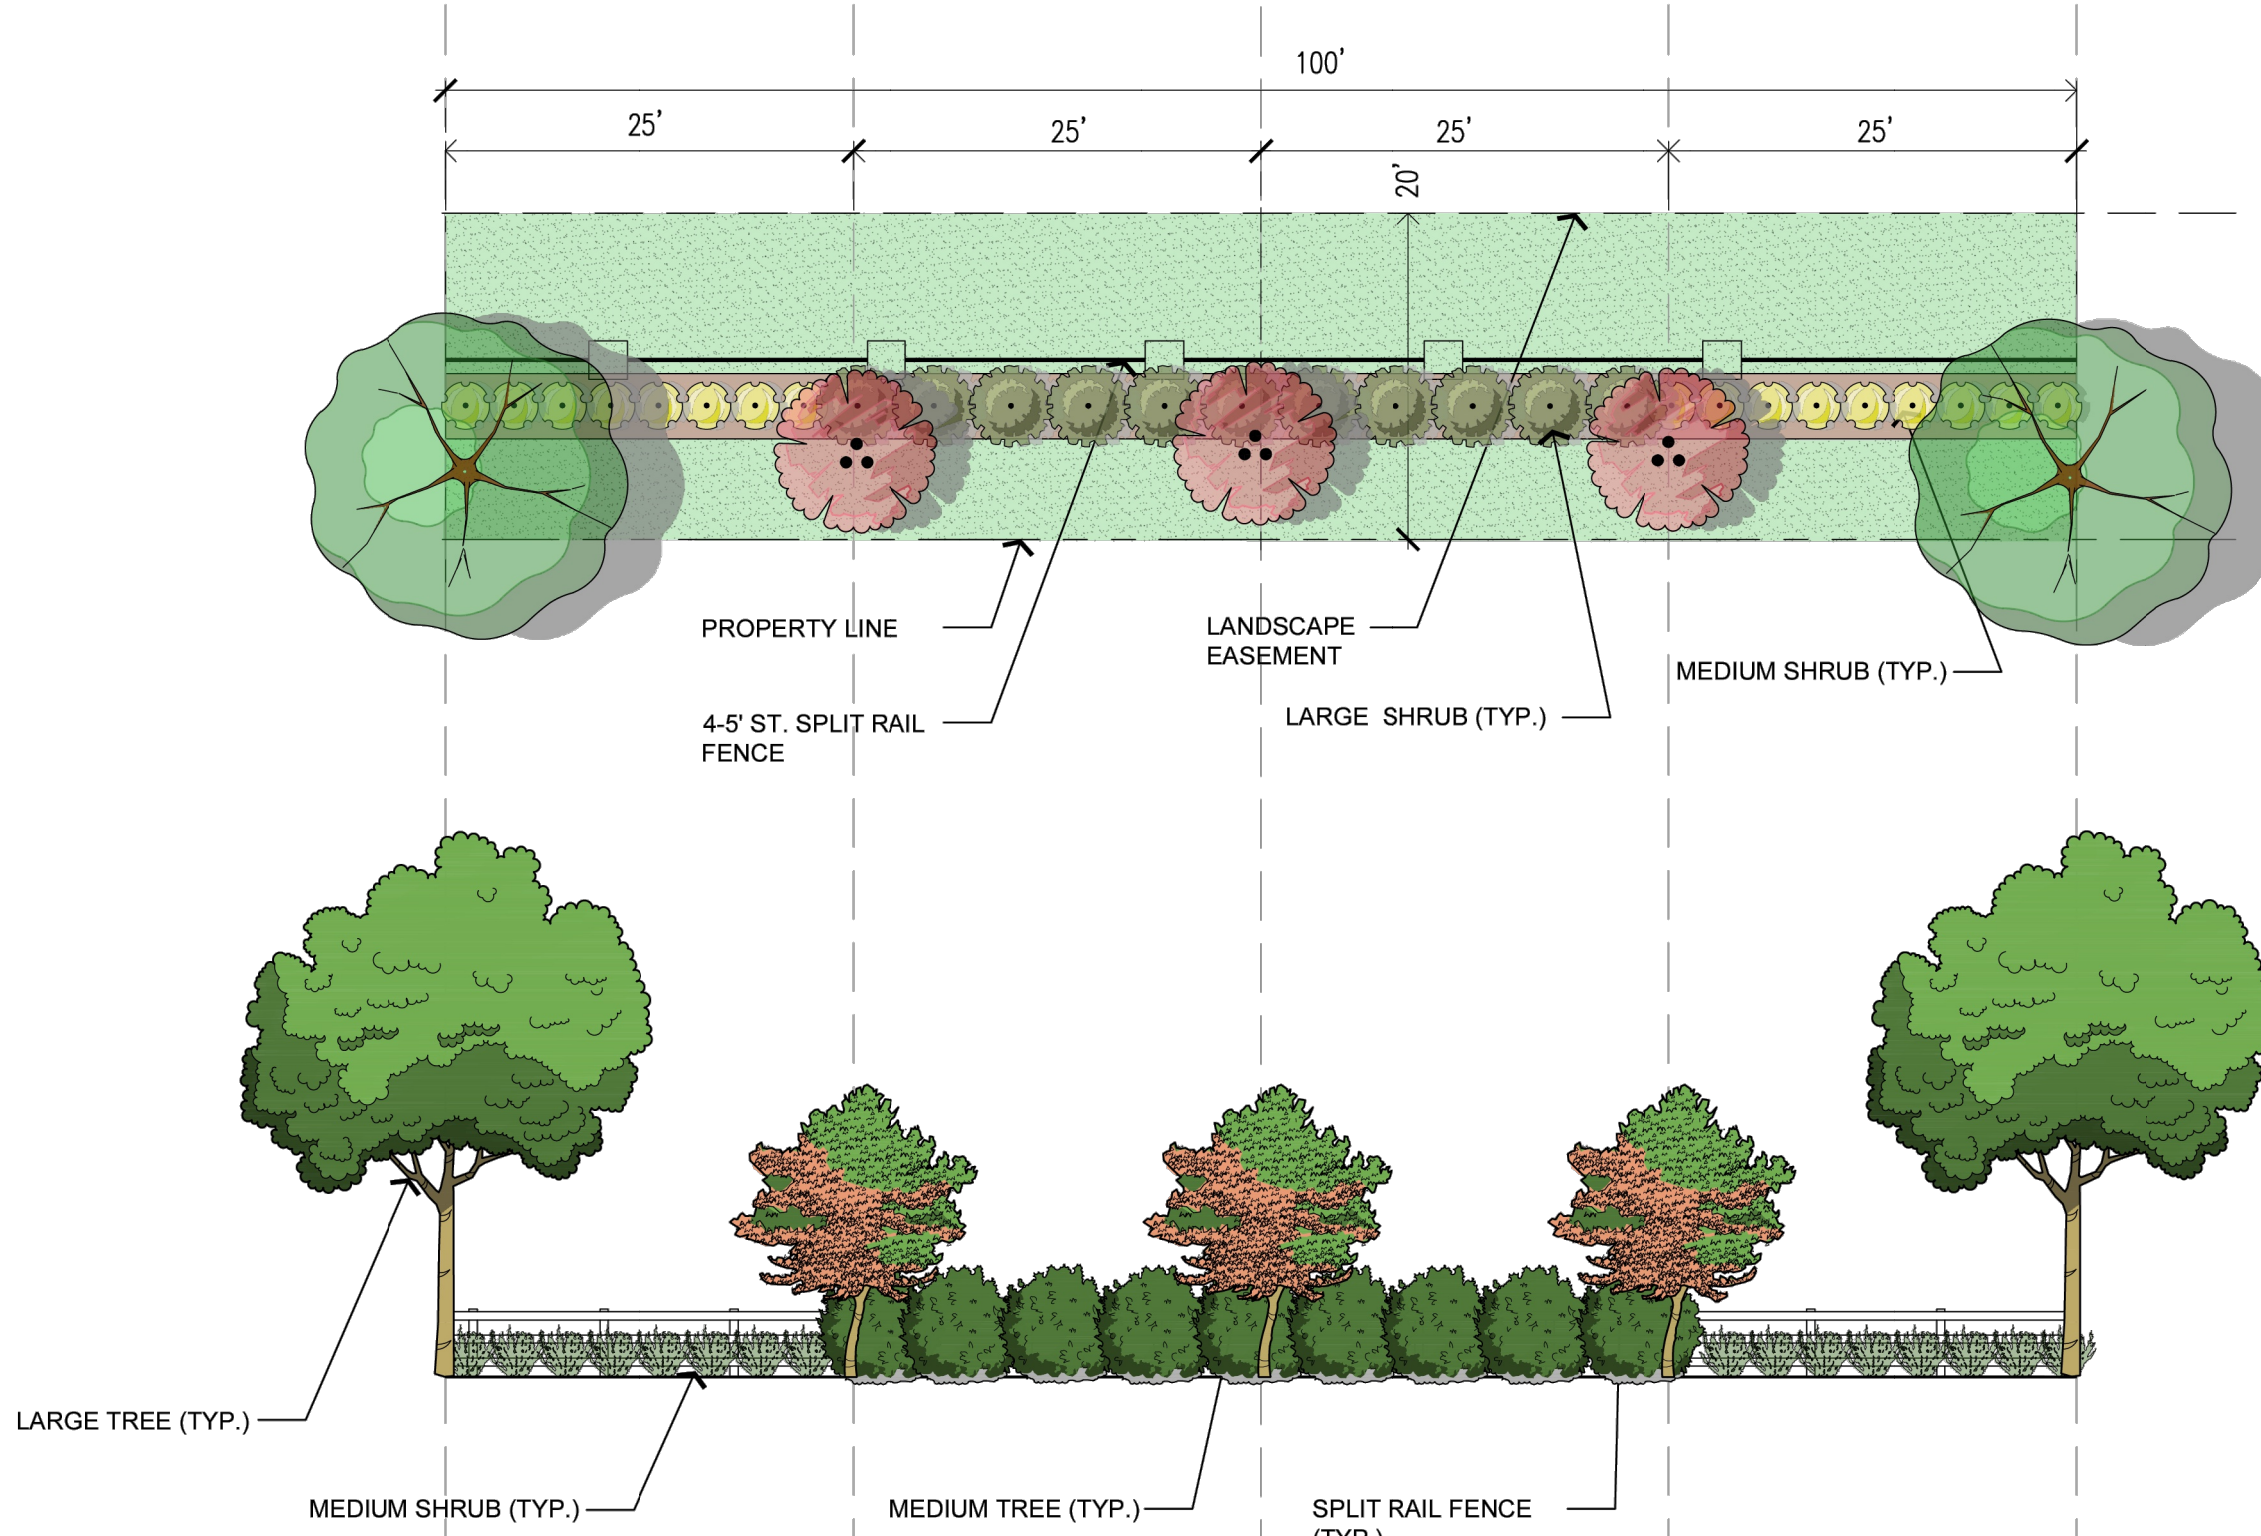 100'
25'
25'
25'
25'
20'
PROPERTY LINE
LANDSCAPE
EASEMENT
MEDIUM SHRUB (TYP.)
4-5' ST. SPLIT RAIL
FENCE
LARGE SHRUB (TYP.)
LARGE TREE (TYP.)
MEDIUM SHRUB (TYP.)
MEDIUM TREE (TYP.)
SPLIT RAIL FENCE
(TYP.)